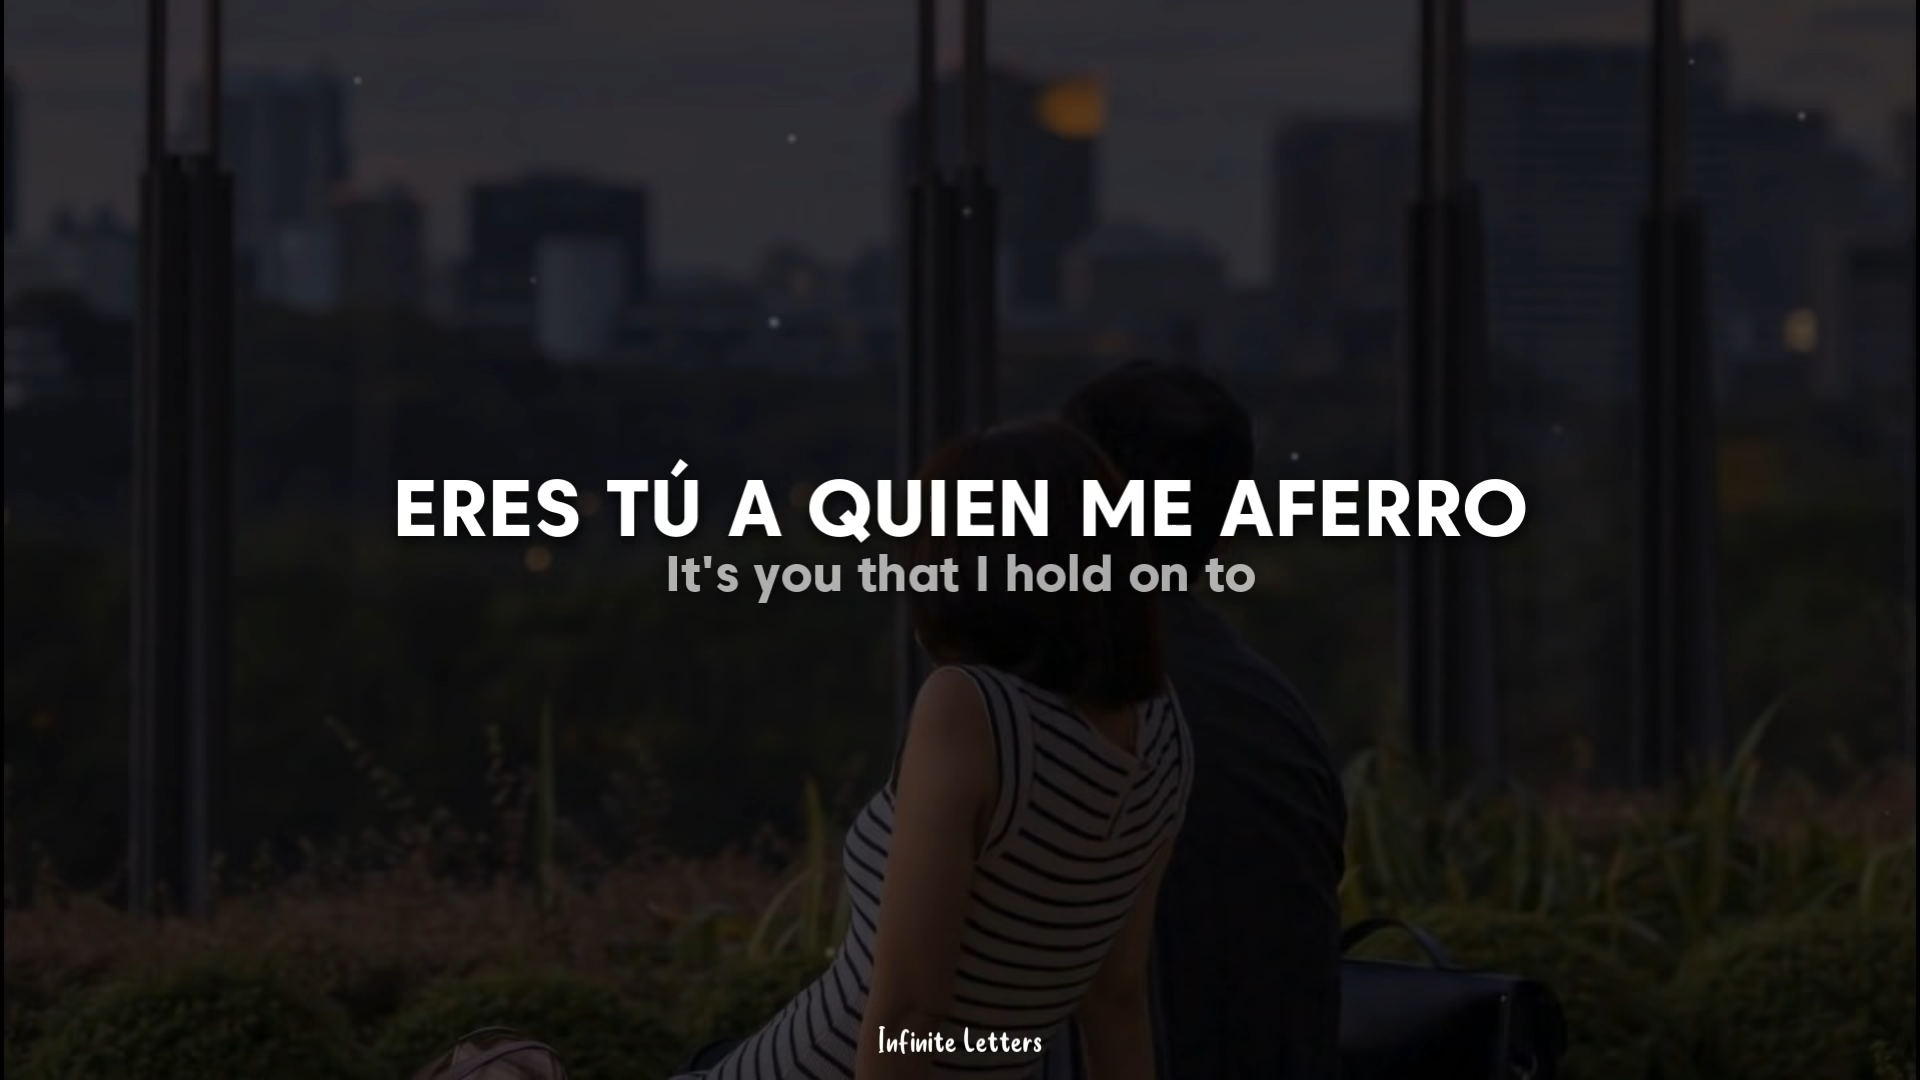 ERES TÚ A QUIEN ME AFERRO
It's you that I hold on to
Infinite Letters